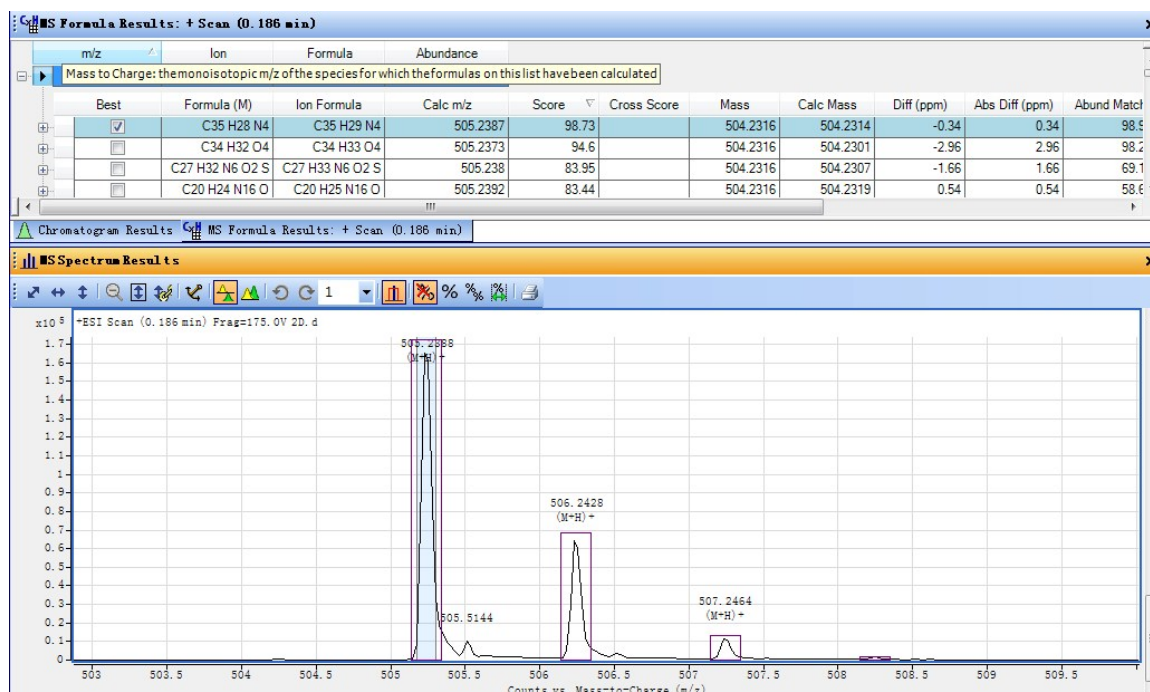 MS Formula Results: + Scan (0.186 min)
m/z Ion Formula Abundance
Mass to Charge: themonoisotopic m/z of the species for which theformulas on this list havebeen calculated
Best Formula (M) Ion Formula Calc m/z Score Cross Score Mass Calc Mass Diff (ppm) Abs Diff (ppm) Abund Match
C35 H28 N4 C35 H29 N4 505.2387 98.73 504.2316 504.2314 -0.34 0.34 98.9
C34 H32 O4 C34 H33 O4 505.2373 94.6 504.2316 504.2301 -2.96 2.96 98.2
C27 H32 N6 O2 S C27 H33 N6 O2 S 505.238 83.95 504.2316 504.2307 -1.66 1.66 69.1
C20 H24 N16 O C20 H25 N16 O 505.2392 83.44 504.2316 504.2319 0.54 0.54 58.6
Chromatogram Results MS Formula Results: + Scan (0.186 min)
MS Spectrum Results
1 % %
x10 5 +ESI Scan (0.186 min) Frag=175.0V 2D.d
1.7
505.2388
(M+H)+
1.6
1.5
1.4
1.3
1.2
1.1
1
0.9
506.2428
(M+H)+
0.8
0.7
0.6
0.5
0.4
507.2464
(M+H)+
0.3
505.5144
0.2
0.1
0
503 503.5 504 504.5 505 505.5 506 506.5 507 507.5 508 508.5 509 509.5
Counts vs. Mass-to-Charge (m/z)